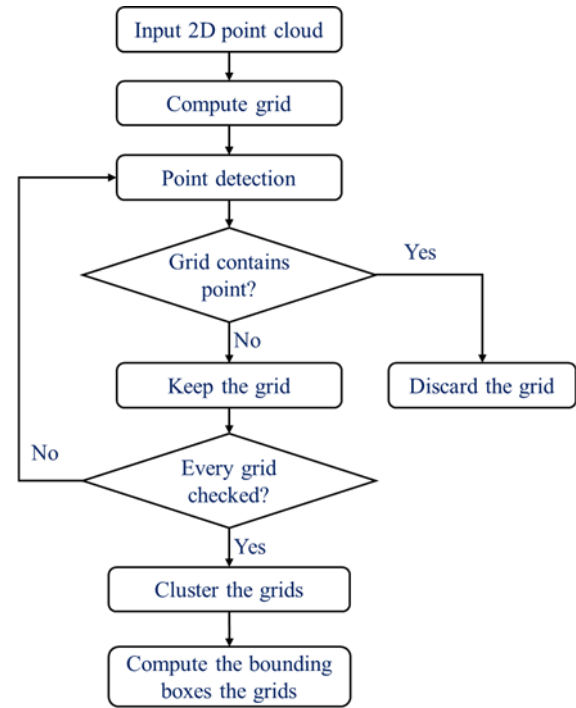 Input 2D point cloud
Compute grid
Point detection
Grid contains
point?
Yes
No
Keep the grid
Discard the grid
No
Every grid
checked?
Yes
Cluster the grids
Compute the bounding
boxes the grids